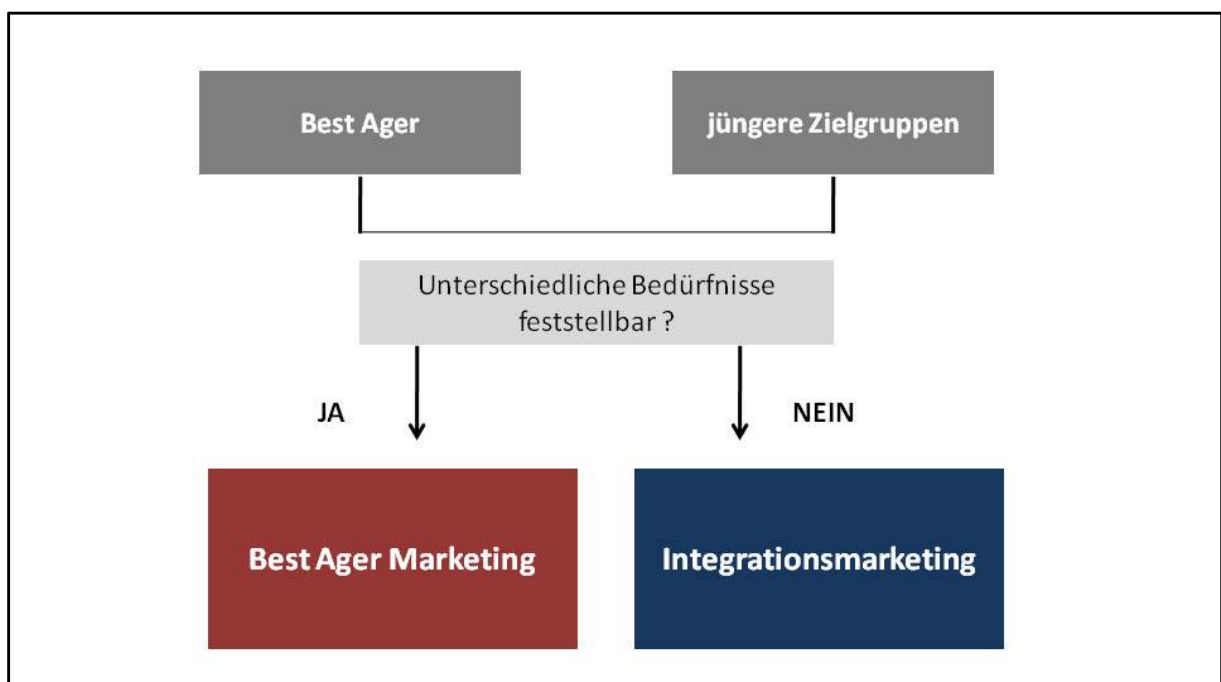 Best Ager
jüngere Zielgruppen
Unterschiedliche Bedürfnisse
feststellbar ?
JA
NEIN
Best Ager Marketing
Integrationsmarketing